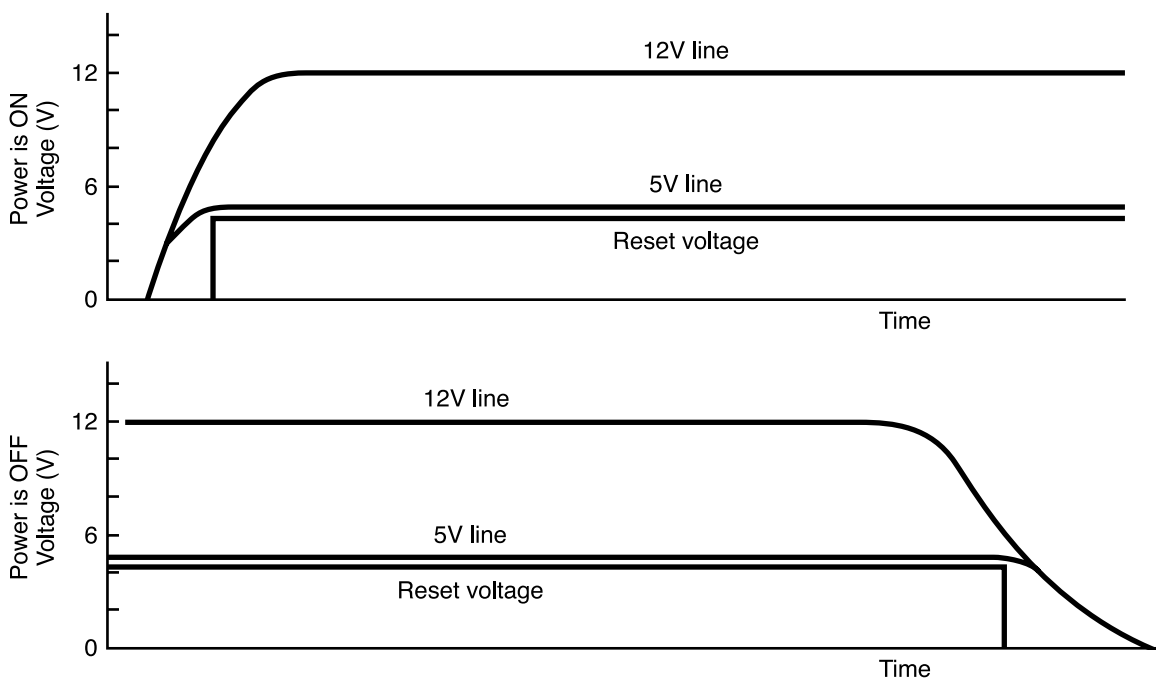 Power is ON
Voltage (V)
12
6
0
12V line
5V line
Reset voltage
Time
Power is OFF
Voltage (V)
12
6
0
12V line
5V line
Reset voltage
Time